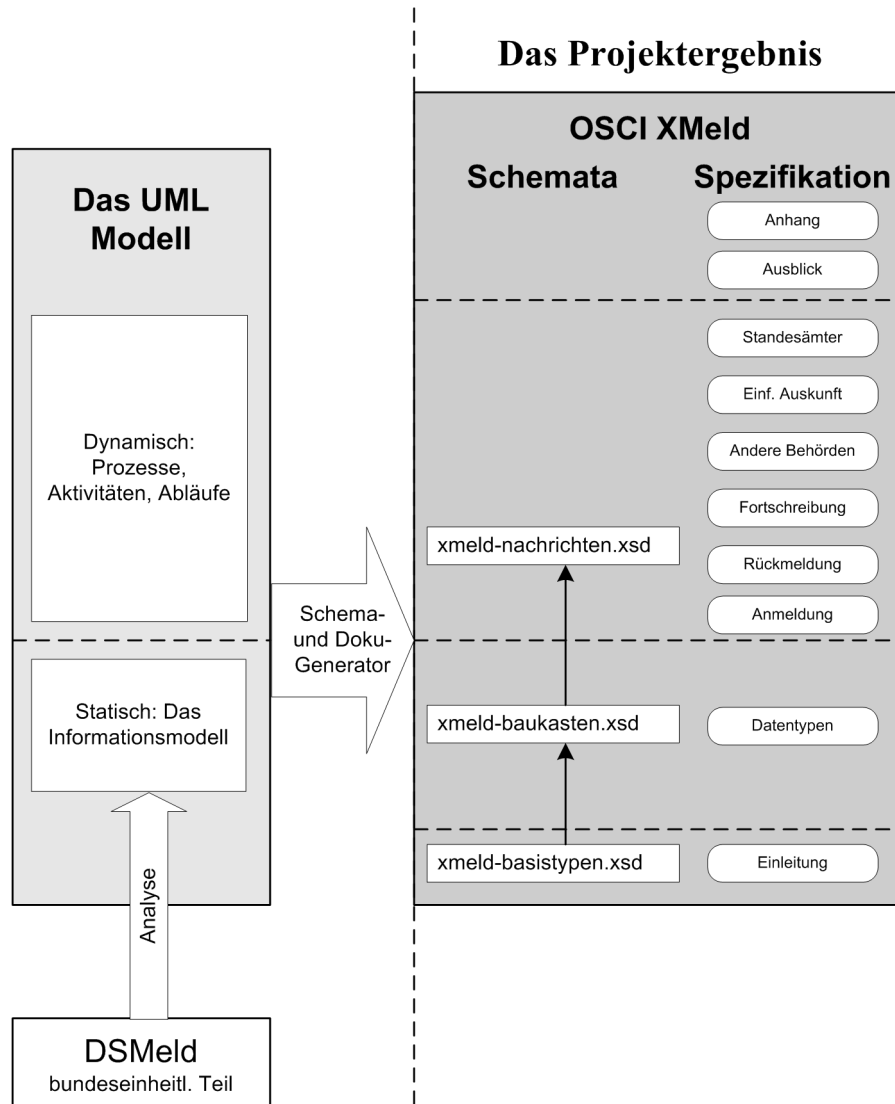 Das Projektergebnis
Das UML
Modell
Dynamisch:
Prozesse,
Aktivitäten, Abläufe
Statisch: Das
Informationsmodell
Analyse
DSMeld
bundeseinheitl. Teil
Schema-
und Doku-
Generator
OSCI XMeld
Schemata
xmeld-nachrichten.xsd
xmeld-baukasten.xsd
xmeld-basistypen.xsd
Spezifikation
Anhang
Ausblick
Standesämter
Einf. Auskunft
Andere Behörden
Fortschreibung
Rückmeldung
Anmeldung
Datentypen
Einleitung